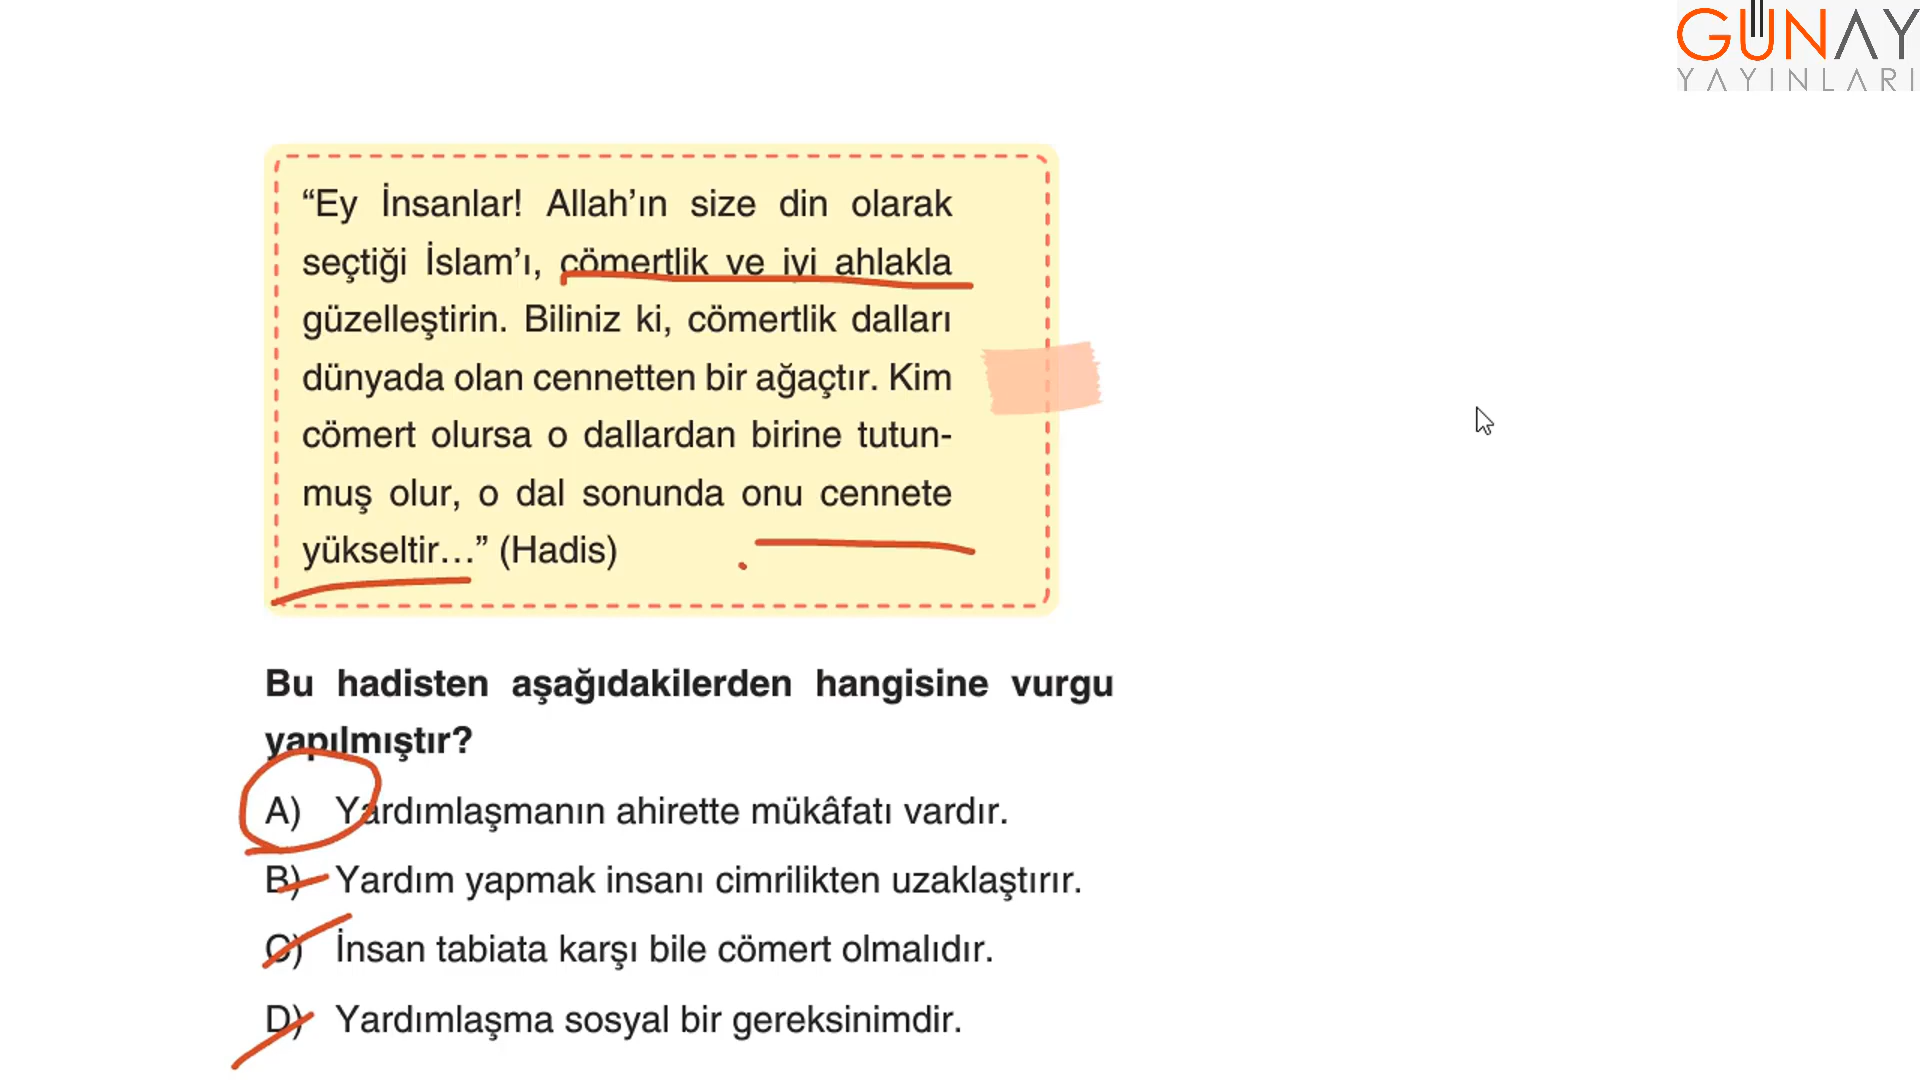 GÜNAY
YAYINLARI
“Ey İnsanlar! Allah’ın size din olarak
seçtiği İslam’ı, cömertlik ve iyi ahlakla
güzelleştirin. Biliniz ki, cömertlik dalları
dünyada olan cennetten bir ağaçtır. Kim
cömert olursa o dallardan birine tutun-
muş olur, o dal sonunda onu cennete
yükseltir...” (Hadis)
Bu hadisten aşağıdakilerden hangisine vurgu
yapılmıştır?
A) Yardımlaşmanın ahirette mükâfatı vardır.
B) Yardım yapmak insanı cimrilikten uzaklaştırır.
C) İnsan tabiata karşı bile cömert olmalıdır.
D) Yardımlaşma sosyal bir gereksinimdir.